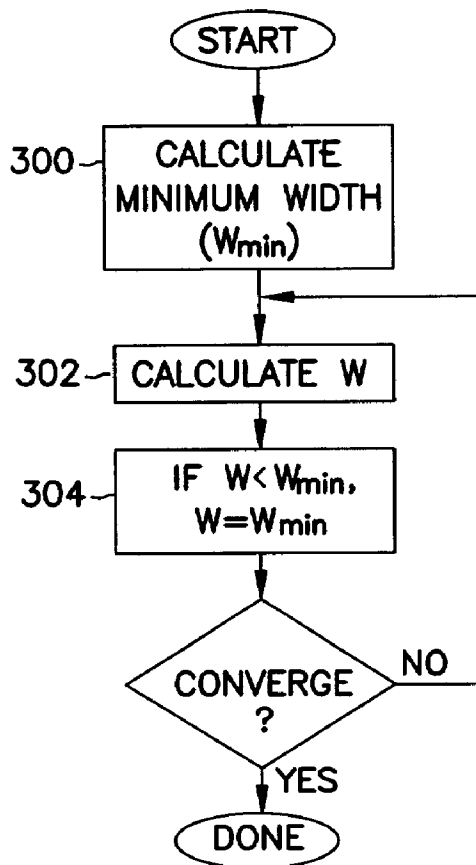 START
300
CALCULATE
MINIMUM WIDTH
(Wmin)
302
CALCULATE W
304
IF W<Wmin,
W=Wmin
CONVERGE
?
NO
YES
DONE